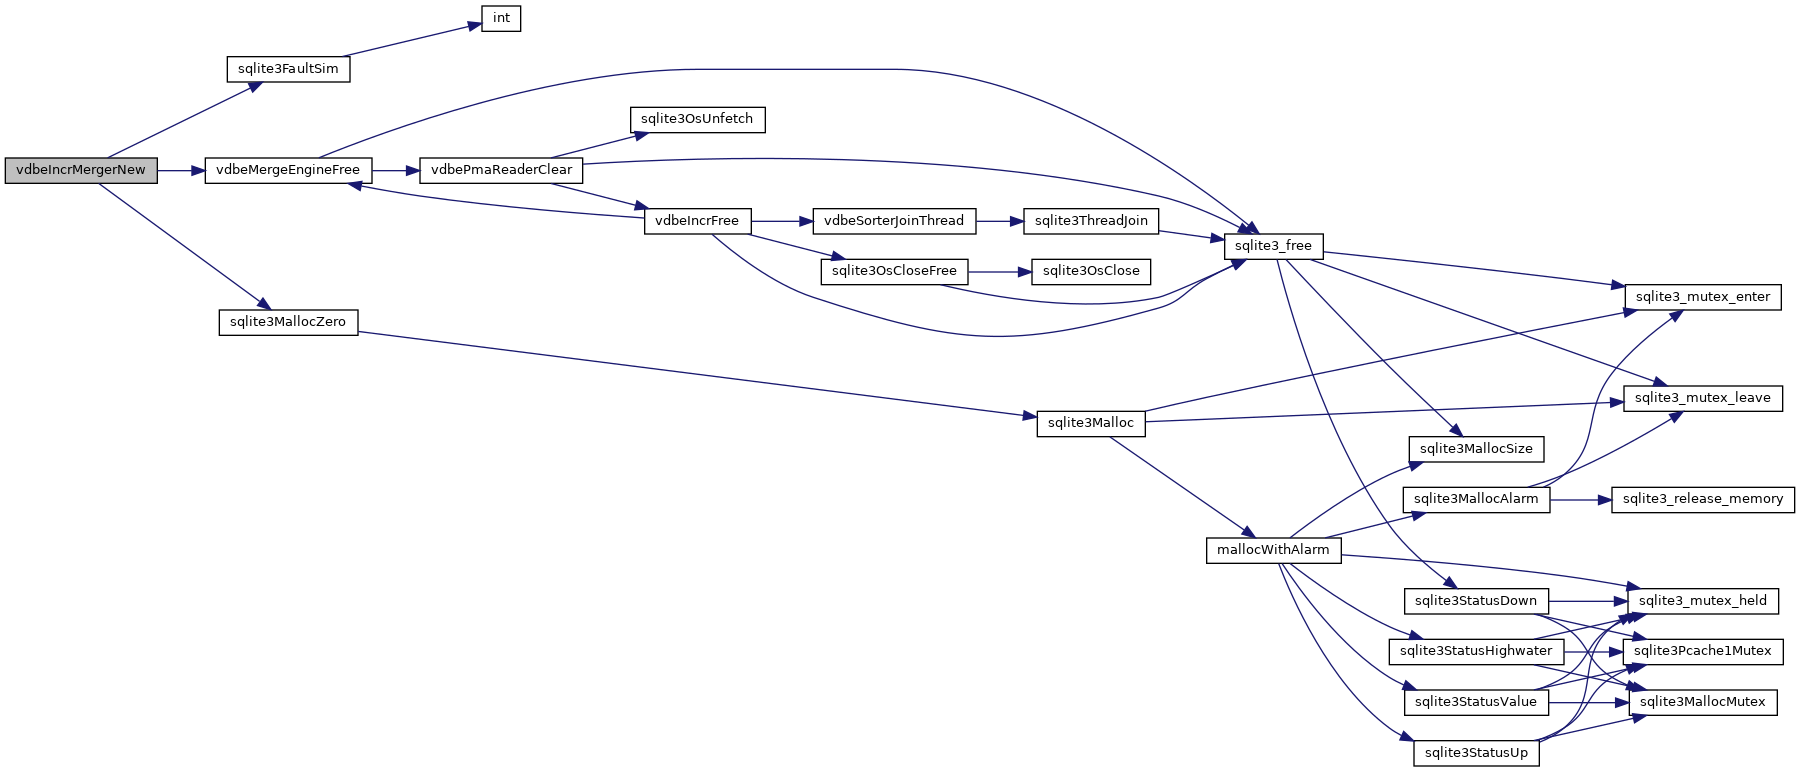 int
sqlite3FaultSim
sqlite3OsUnfetch
vdbeIncrMergerNew
vdbeMergeEngineFree
vdbePmaReaderClear
vdbeIncrFree
vdbeSorterJoinThread
sqlite3ThreadJoin
sqlite3_free
sqlite3OsCloseFree
sqlite3OsClose
sqlite3_mutex_enter
sqlite3MallocZero
sqlite3_mutex_leave
sqlite3Malloc
sqlite3MallocSize
sqlite3MallocAlarm
sqlite3_release_memory
mallocWithAlarm
sqlite3StatusDown
sqlite3_mutex_held
sqlite3StatusHighwater
sqlite3Pcache1Mutex
sqlite3StatusValue
sqlite3MallocMutex
sqlite3StatusUp